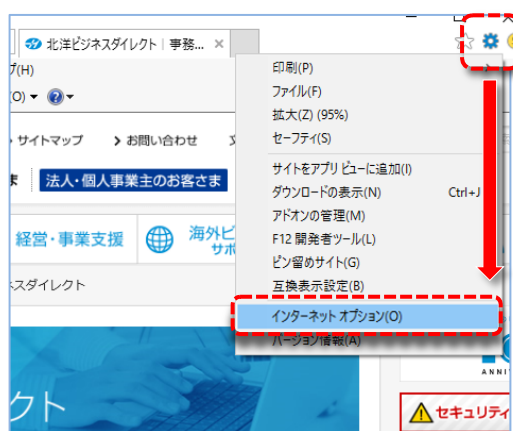 北洋ビジネスダイレクト | 事務... ×
(H)
(O)
サイトマップ
お問い合わせ
法人・個人事業主のお客さま
経営・事業支援
海外ビ
サポ
スダイレクト
クト
印刷(P)
ファイル(F)
拡大(Z) (95%)
セーフティ(S)
サイトをアプリ ビューに追加(I)
ダウンロードの表示(N) Ctrl+J
アドオンの管理(M)
F12 開発者ツール(L)
ピン留めサイト(G)
互換表示設定(B)
インターネット オプション(O)
バージョン情報(A)
ANNI
セキュリティ